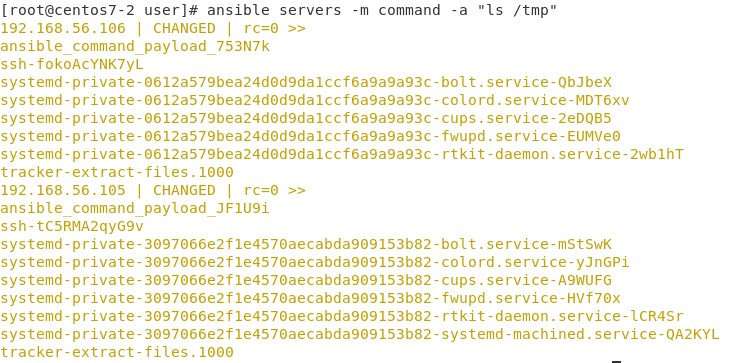 [root@centos7-2 user]# ansible servers -m command -a "ls /tmp"
192.168.56.106 | CHANGED | rc=0 >>
ansible_command_payload_753N7k
ssh-fokoAcYNK7yL
systemd-private-0612a579bea24d0d9da1ccf6a9a9a93c-bolt.service-QbJbeX
systemd-private-0612a579bea24d0d9da1ccf6a9a9a93c-colord.service-MDT6xv
systemd-private-0612a579bea24d0d9da1ccf6a9a9a93c-cups.service-2eDQB5
systemd-private-0612a579bea24d0d9da1ccf6a9a9a93c-fwupd.service-EUMVe0
systemd-private-0612a579bea24d0d9da1ccf6a9a9a93c-rtkit-daemon.service-2wb1hT
tracker-extract-files.1000
192.168.56.105 | CHANGED | rc=0 >>
ansible_command_payload_JF1U9i
ssh-tC5RMA2qyG9v
systemd-private-3097066e2f1e4570aecabda909153b82-bolt.service-mStSwK
systemd-private-3097066e2f1e4570aecabda909153b82-colord.service-yJnGPi
systemd-private-3097066e2f1e4570aecabda909153b82-cups.service-A9WUFG
systemd-private-3097066e2f1e4570aecabda909153b82-fwupd.service-HVf70x
systemd-private-3097066e2f1e4570aecabda909153b82-rtkit-daemon.service-lCR4Sr
systemd-private-3097066e2f1e4570aecabda909153b82-systemd-machined.service-QA2KYL
tracker-extract-files.1000